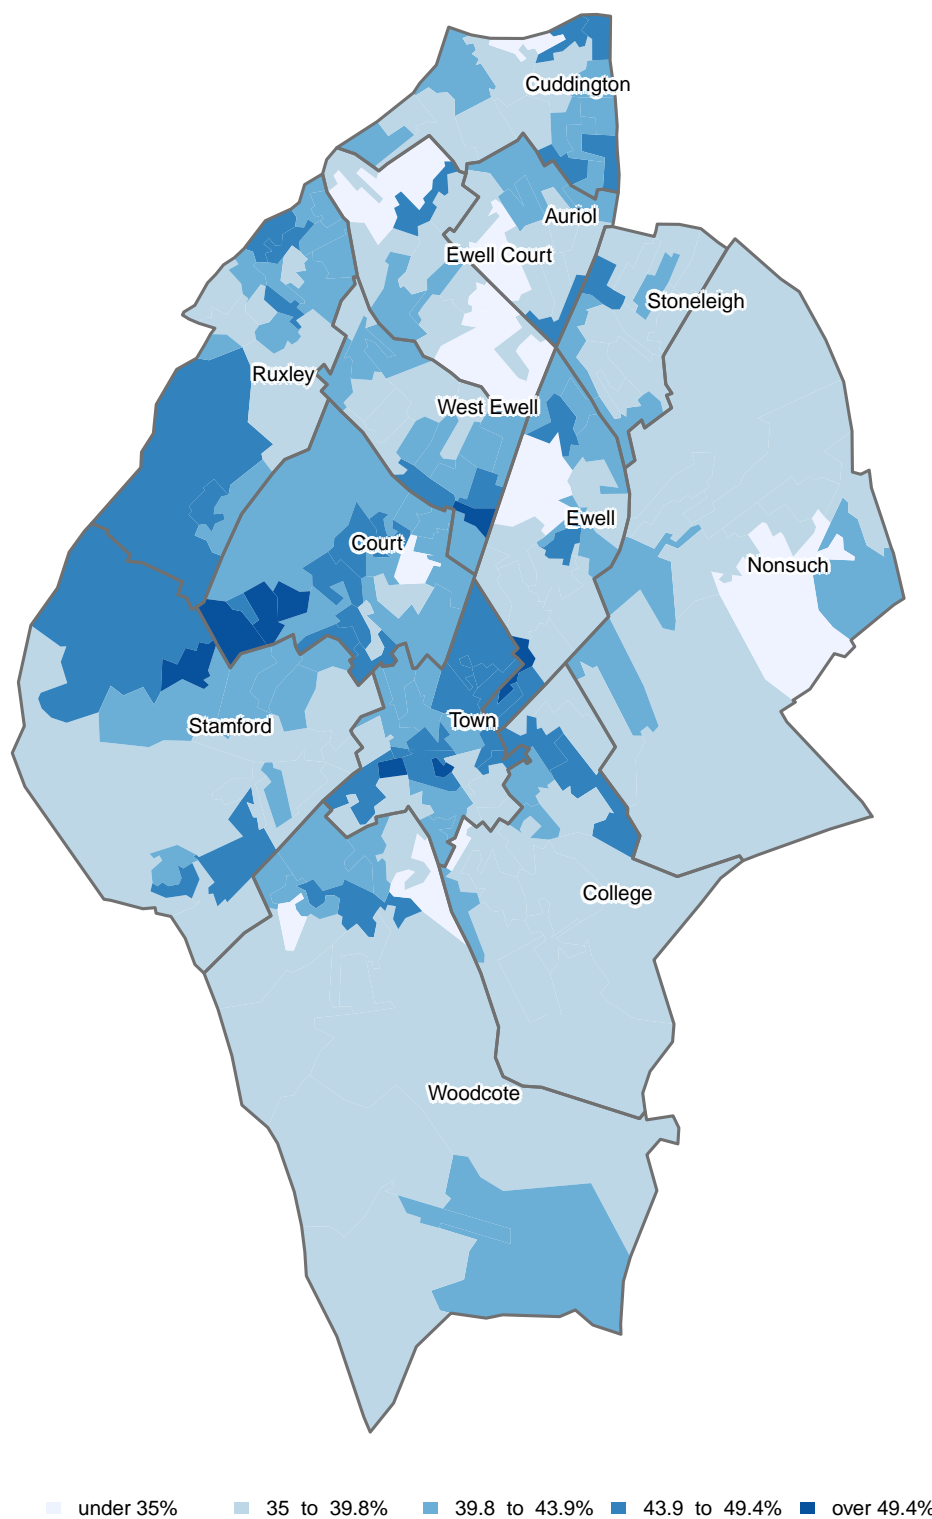 Cuddington
Auriol
Ewell Court
Stoneleigh
Ruxley
West Ewell
Ewell
Court
Nonsuch
Town
Stamford
College
Woodcote
under 35%
35 to 39.8%
39.8 to 43.9%
43.9 to 49.4%
over 49.4%